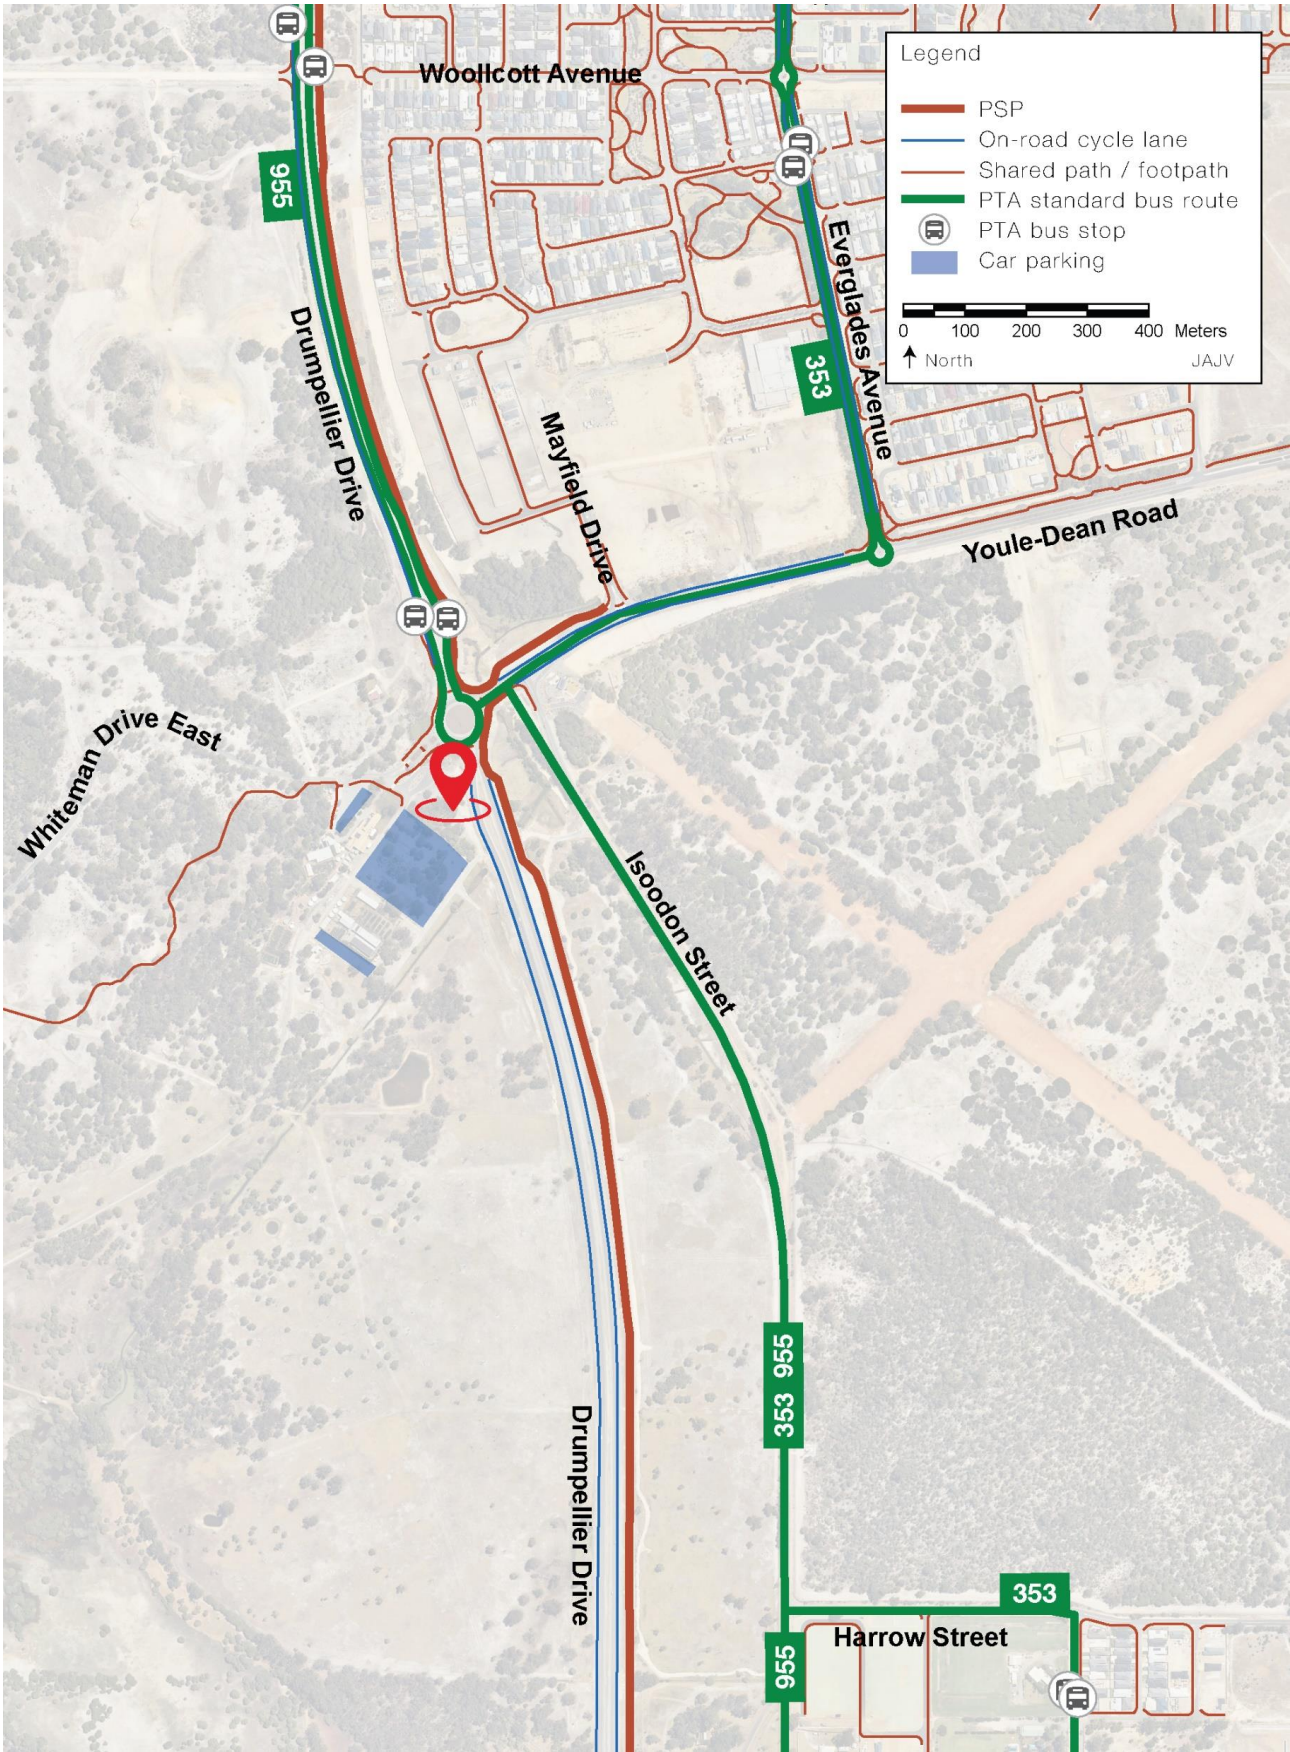 Woollcott Avenue
Legend
PSP
On-road cycle lane
Shared path / footpath
PTA standard bus route
PTA bus stop
Car parking
0 100 200 300 400 Meters
North JAJV
955
Everglades Avenue
Drumpellier Drive
353
Mayfield Drive
Youle-Dean Road
Whiteman Drive East
Isoodon Street
353 955
Drumpellier Drive
353
Harrow Street
955